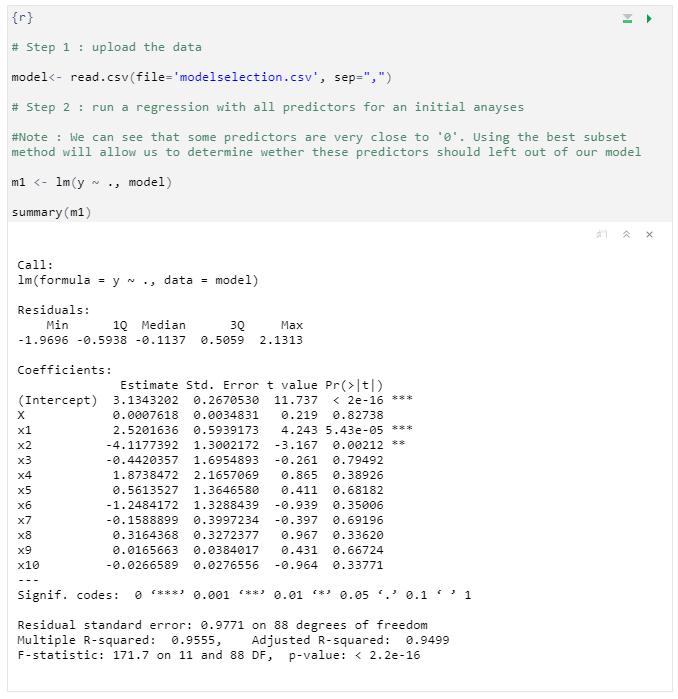 {r}
# Step 1 : upload the data
model<- read.csv(file='modelselection.csv', sep=",")
# Step 2 : run a regression with all predictors for an initial anayses
#Note : We can see that some predictors are very close to '0'. Using the best subset
method will allow us to determine wether these predictors should left out of our model
m1 <- lm(y ~ ., model)
summary(m1)
Call:
lm(formula = y ~ ., data = model)
Residuals:
Min 1Q Median 3Q Max
-1.9696 -0.5938 -0.1137 0.5059 2.1313
Coefficients:
Estimate Std. Error t value Pr(>|t|)
(Intercept) 3.1343202 0.2670530 11.737 < 2e-16 ***
X 0.0007618 0.0034831 0.219 0.82738
x1 2.5201636 0.5939173 4.243 5.43e-05 ***
x2 -4.1177392 1.3002172 -3.167 0.00212 **
x3 -0.4420357 1.6954893 -0.261 0.79492
x4 1.8738472 2.1657069 0.865 0.38926
x5 0.5613527 1.3646580 0.411 0.68182
x6 -1.2484172 1.3288439 -0.939 0.35006
x7 -0.1588899 0.3997234 -0.397 0.69196
x8 0.3164368 0.3272377 0.967 0.33620
x9 0.0165663 0.0384017 0.431 0.66724
x10 -0.0266589 0.0276556 -0.964 0.33771
---
Signif. codes: 0 ‘***’ 0.001 ‘**’ 0.01 ‘*’ 0.05 ‘.’ 0.1 ‘ ’ 1
Residual standard error: 0.9771 on 88 degrees of freedom
Multiple R-squared: 0.9555, Adjusted R-squared: 0.9499
F-statistic: 171.7 on 11 and 88 DF, p-value: < 2.2e-16